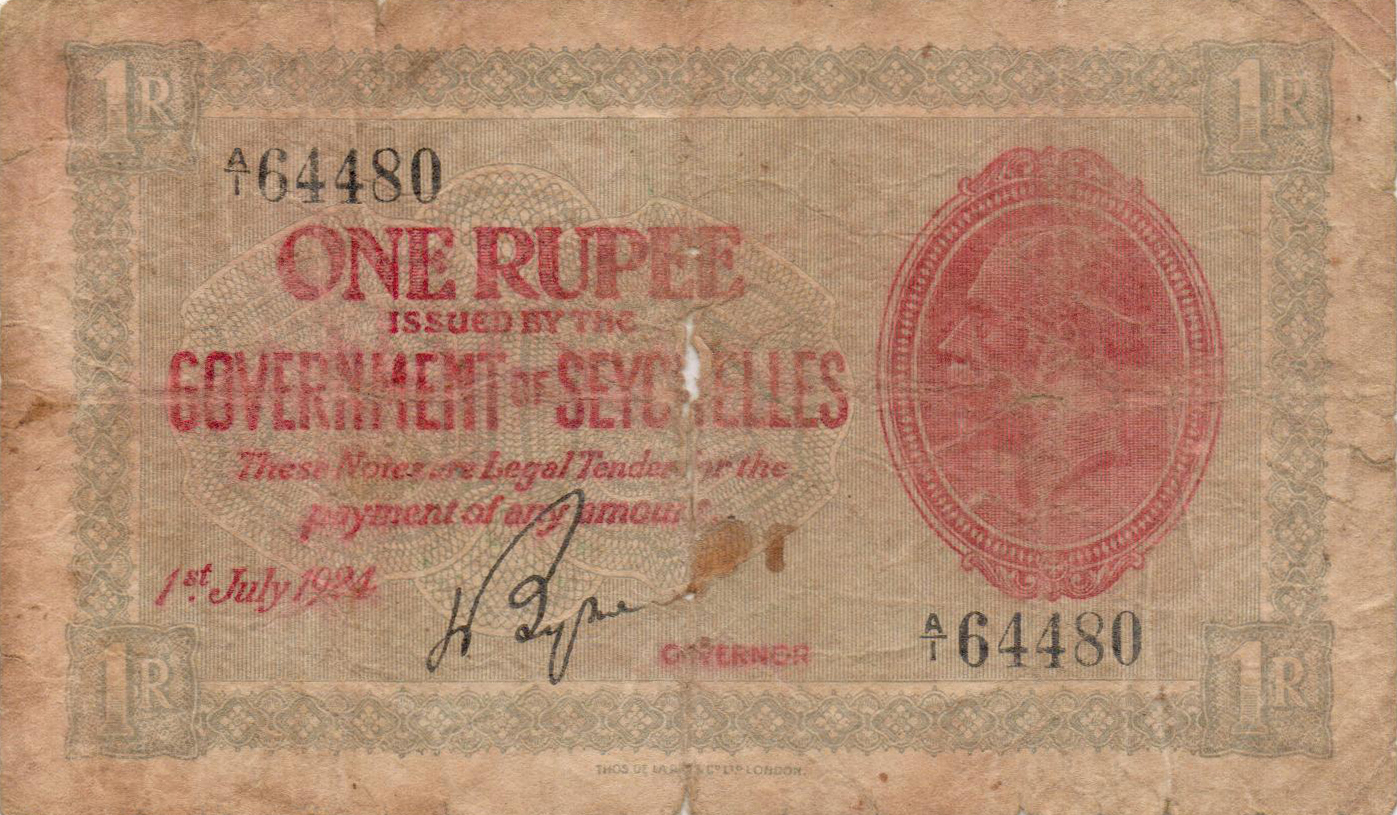 1R 1R
A/1 64480
ONE RUPEE
ISSUED BY THE
GOVERNMENT OF SEYCHELLES
These Notes are Legal Tender for the
payment of any amount.
1st. July 1924
GOVERNOR
A/1 64480
1R 1R
THOS. DE LA RUE & CO. LTD. LONDON.